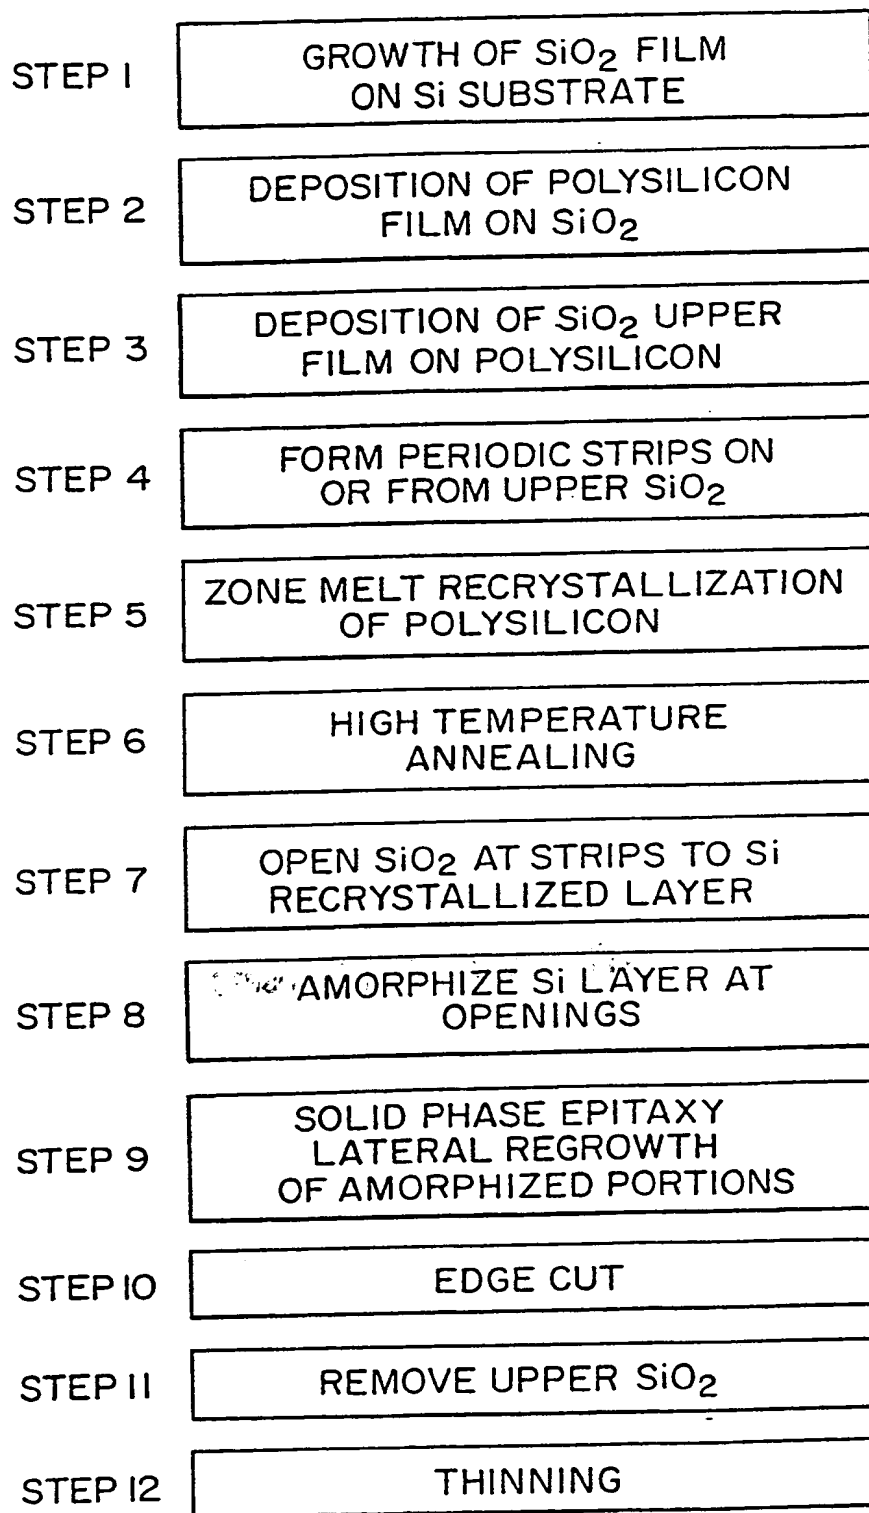 STEP 1
GROWTH OF SiO2 FILM
ON Si SUBSTRATE
STEP 2
DEPOSITION OF POLYSILICON
FILM ON SiO2
STEP 3
DEPOSITION OF SiO2 UPPER
FILM ON POLYSILICON
STEP 4
FORM PERIODIC STRIPS ON
OR FROM UPPER SiO2
STEP 5
ZONE MELT RECRYSTALLIZATION
OF POLYSILICON
STEP 6
HIGH TEMPERATURE
ANNEALING
STEP 7
OPEN SiO2 AT STRIPS TO Si
RECRYSTALLIZED LAYER
STEP 8
AMORPHIZE Si LAYER AT
OPENINGS
STEP 9
SOLID PHASE EPITAXY
LATERAL REGROWTH
OF AMORPHIZED PORTIONS
STEP 10
EDGE CUT
STEP 11
REMOVE UPPER SiO2
STEP 12
THINNING